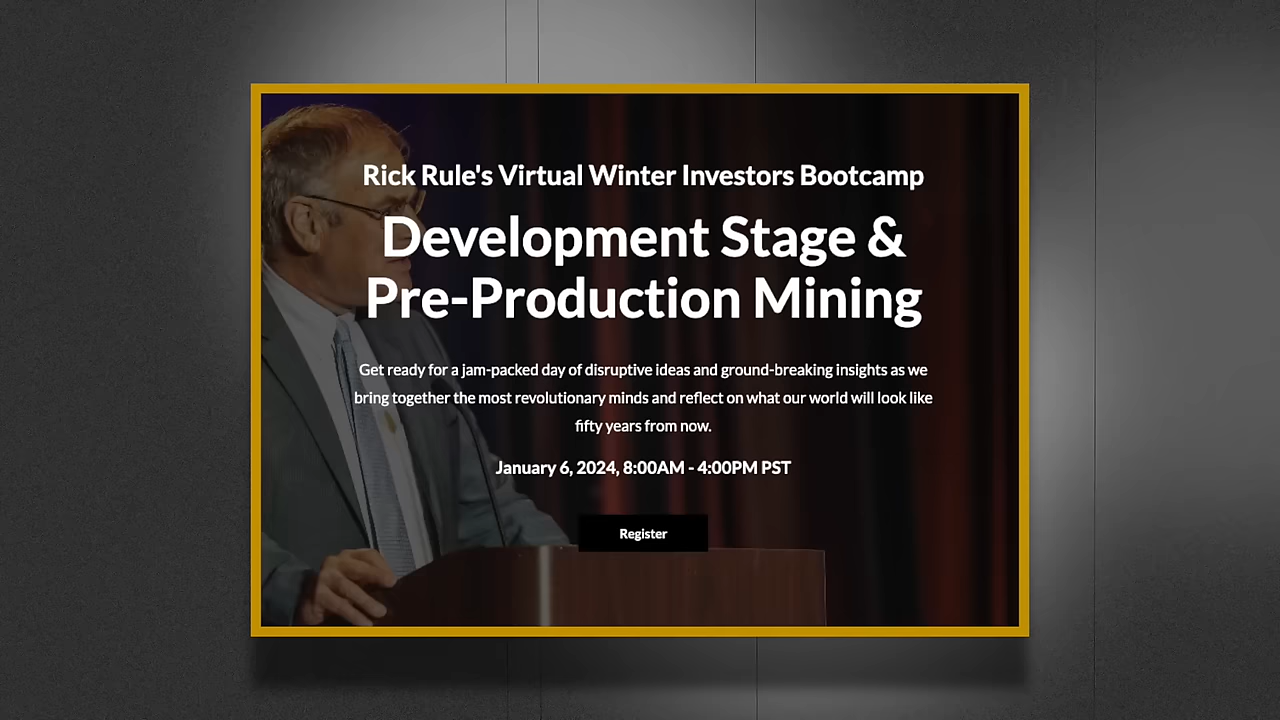 Rick Rule's Virtual Winter Investors Bootcamp
Development Stage &
Pre-Production Mining
Get ready for a jam-packed day of disruptive ideas and ground-breaking insights as we
bring together the most revolutionary minds and reflect on what our world will look like
fifty years from now.
January 6, 2024, 8:00AM - 4:00PM PST
Register